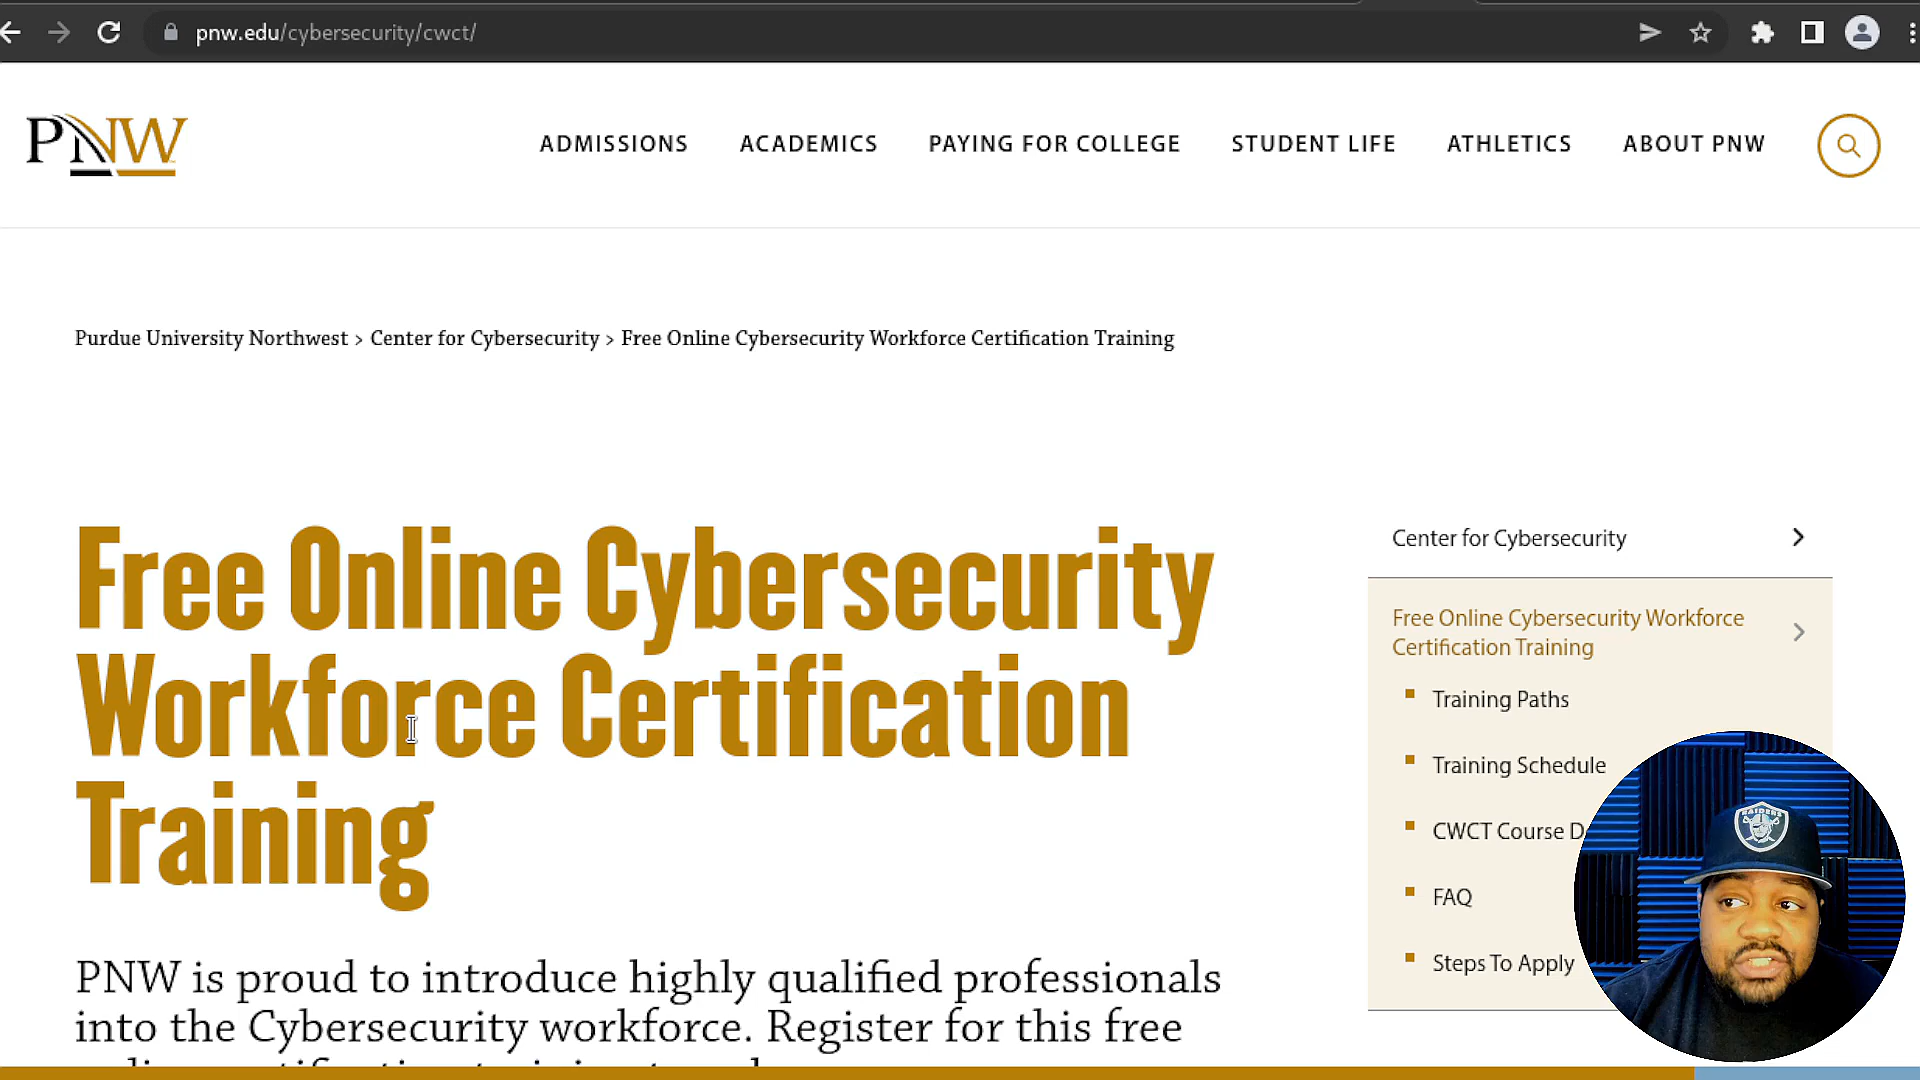 pnw.edu/cybersecurity/cwct/
PNW
ADMISSIONS
ACADEMICS
PAYING FOR COLLEGE
STUDENT LIFE
ATHLETICS
ABOUT PNW
Purdue University Northwest > Center for Cybersecurity > Free Online Cybersecurity Workforce Certification Training
Free Online Cybersecurity
Workforce Certification
Training
PNW is proud to introduce highly qualified professionals
into the Cybersecurity workforce. Register for this free
Center for Cybersecurity
Free Online Cybersecurity Workforce
Certification Training
Training Paths
Training Schedule
CWCT Course D
FAQ
Steps To Apply
RAIDERS